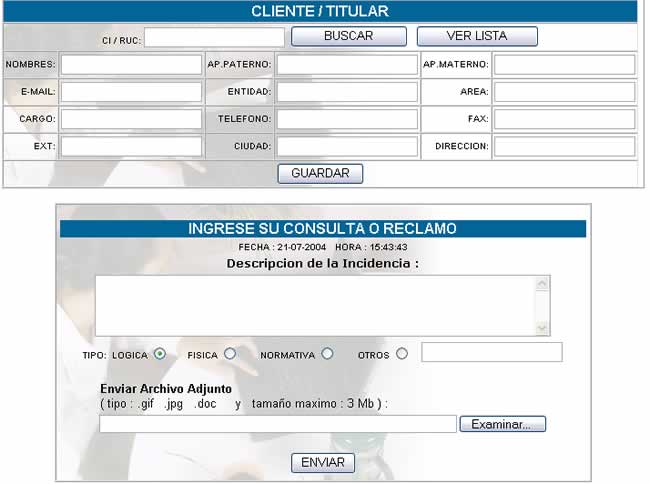 CLIENTE / TITULAR
CI / RUC: BUSCAR VER LISTA
NOMBRES: AP.PATERNO: AP.MATERNO:
E-MAIL: ENTIDAD: AREA:
CARGO: TELEFONO: FAX:
EXT: CIUDAD: DIRECCION:
GUARDAR
INGRESE SU CONSULTA O RECLAMO
FECHA : 21-07-2004 HORA : 15:43:43
Descripcion de la Incidencia :
TIPO: LOGICA FISICA NORMATIVA OTROS
Enviar Archivo Adjunto
( tipo : .gif .jpg .doc y tamaño maximo : 3 Mb ) :
Examinar...
ENVIAR